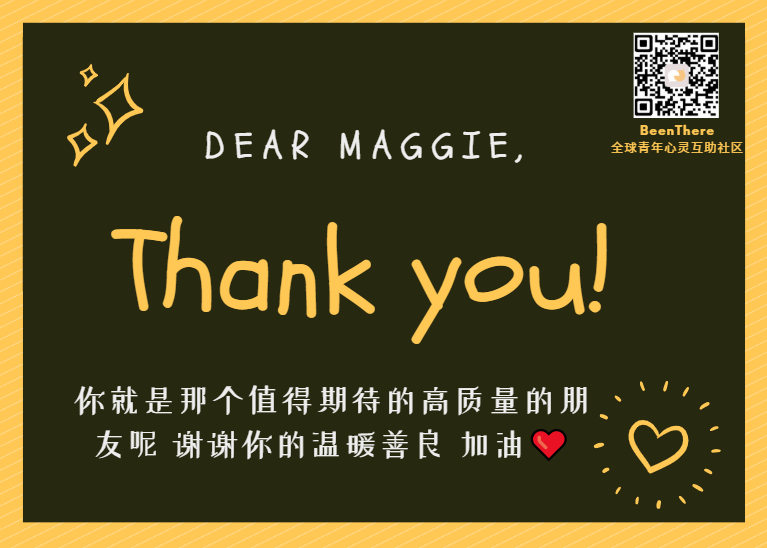 BeenThere
全球青年心灵互助社区
DEAR MAGGIE,
Thank you!
你就是那个值得期待的高质量的朋
友呢 谢谢你的温暖善良 加油❤️